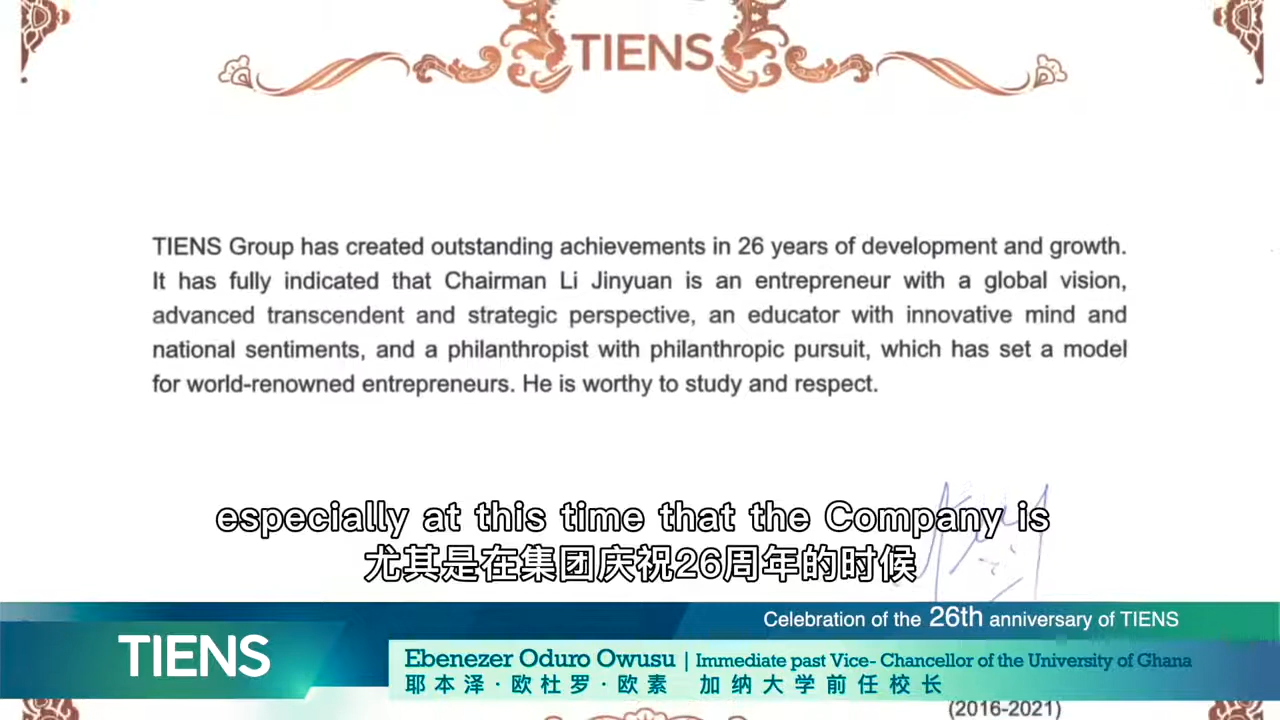 TIENS
TIENS Group has created outstanding achievements in 26 years of development and growth.
It has fully indicated that Chairman Li Jinyuan is an entrepreneur with a global vision,
advanced transcendent and strategic perspective, an educator with innovative mind and
national sentiments, and a philanthropist with philanthropic pursuit, which has set a model
for world-renowned entrepreneurs. He is worthy to study and respect.
especially at this time that the Company is
尤其是在集团庆祝26周年的时候
Celebration of the 26th anniversary of TIENS
TIENS
Ebenezer Oduro Owusu | Immediate past Vice- Chancellor of the University of Ghana
耶本泽·欧杜罗·欧素 加纳大学前任校长
(2016-2021)